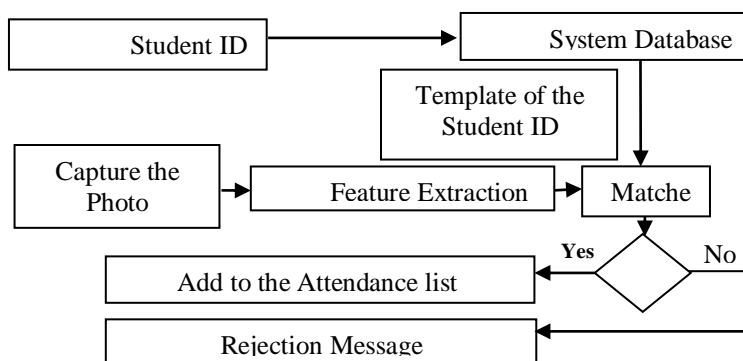 Student ID
System Database
Template of the
Student ID
Capture the
Photo
Feature Extraction
Matche
Yes
No
Add to the Attendance list
Rejection Message